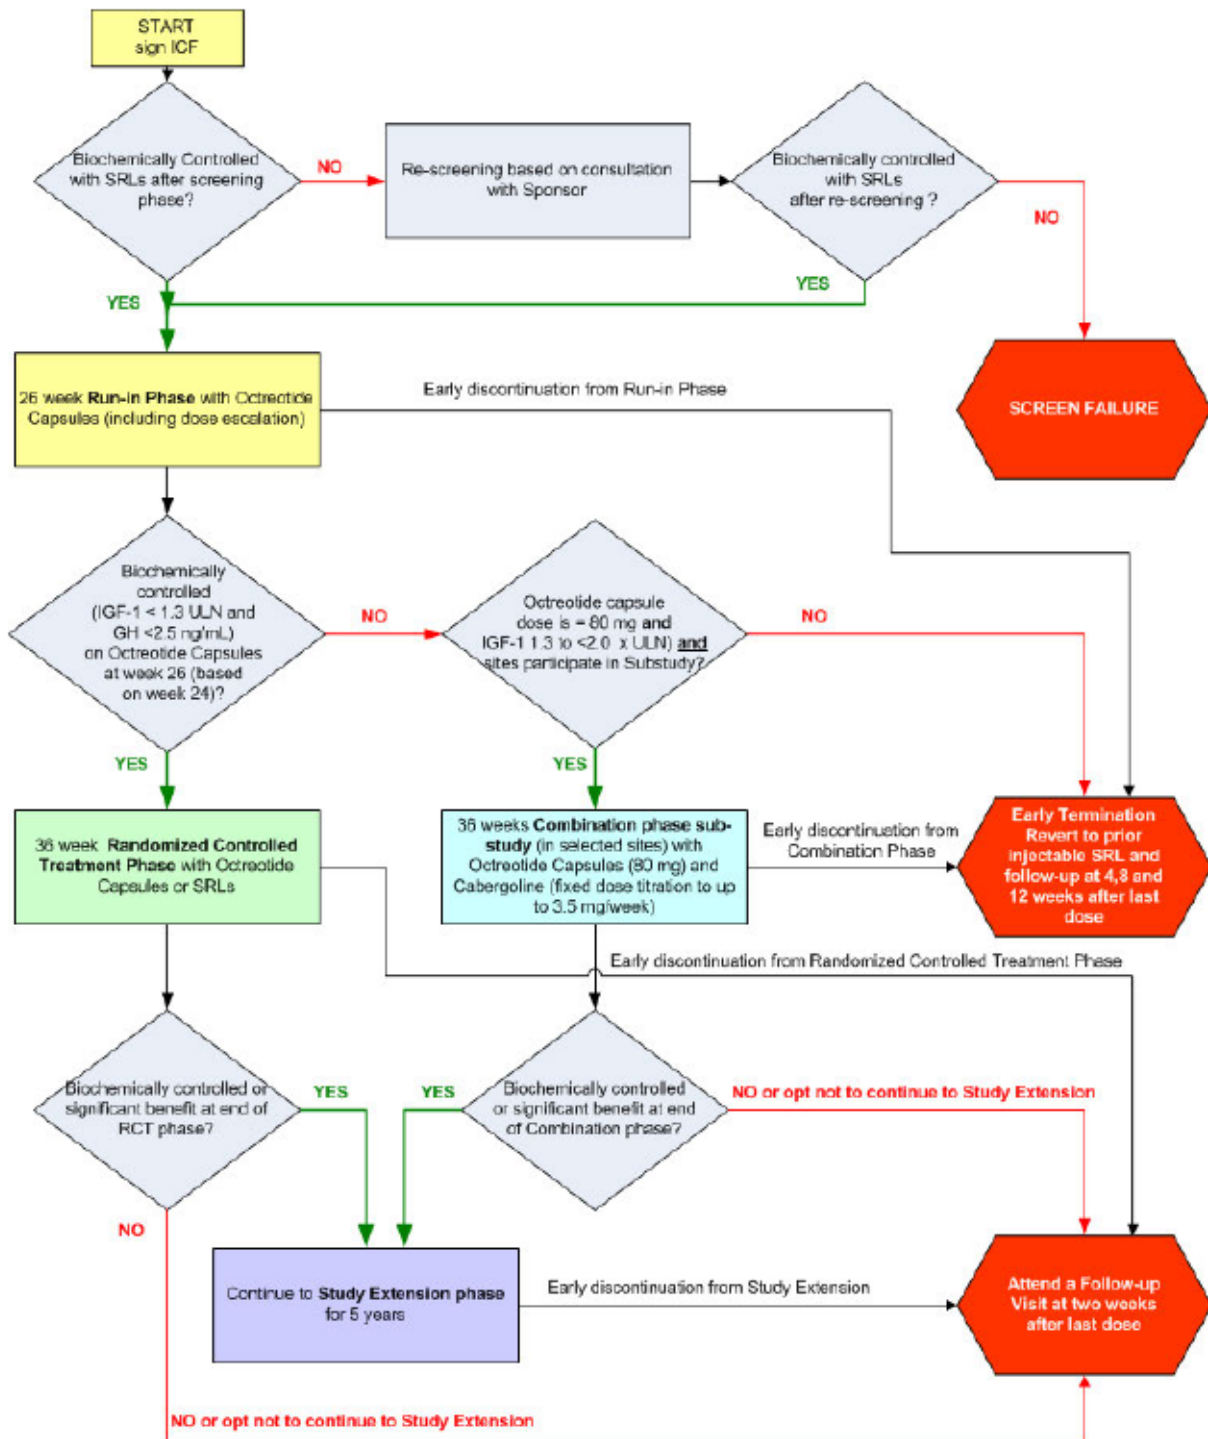 START
sign ICF
Biochemically Controlled
with SRLs after screening
phase?
NO
Re-screening based on consultation
with Sponsor
Biochemically controlled
with SRLs
after re-screening ?
NO
YES
YES
26 week Run-in Phase with Octreotide
Capsules (including dose escalation)
Early discontinuation from Run-in Phase
SCREEN FAILURE
Biochemically
controlled
(IGF-1 < 1.3 ULN and
GH <2.5 ng/mL)
on Octreotide Capsules
at week 26 (based
on week 24)?
NO
Octreotide capsule
dose is = 80 mg and
IGF-1 1.3 to <2.0 x ULN) and
sites participate in Substudy?
NO
YES
YES
36 week Randomized Controlled
Treatment Phase with Octreotide
Capsules or SRLs
36 weeks Combination phase sub-
study (in selected sites) with
Octreotide Capsules (80 mg) and
Cabergoline (fixed dose titration to up
to 3.5 mg/week)
Early discontinuation from
Combination Phase
Early Termination
Revert to prior
injectable SRL and
follow-up at 4,8 and
12 weeks after last
dose
Early discontinuation from Randomized Controlled Treatment Phase
Biochemically controlled or
significant benefit at end of
RCT phase?
YES
YES
Biochemically controlled
or significant benefit at end
of Combination phase?
NO or opt not to continue to Study Extension
NO
Continue to Study Extension phase
for 5 years
Early discontinuation from Study Extension
Attend a Follow-up
Visit at two weeks
after last dose
NO or opt not to continue to Study Extension